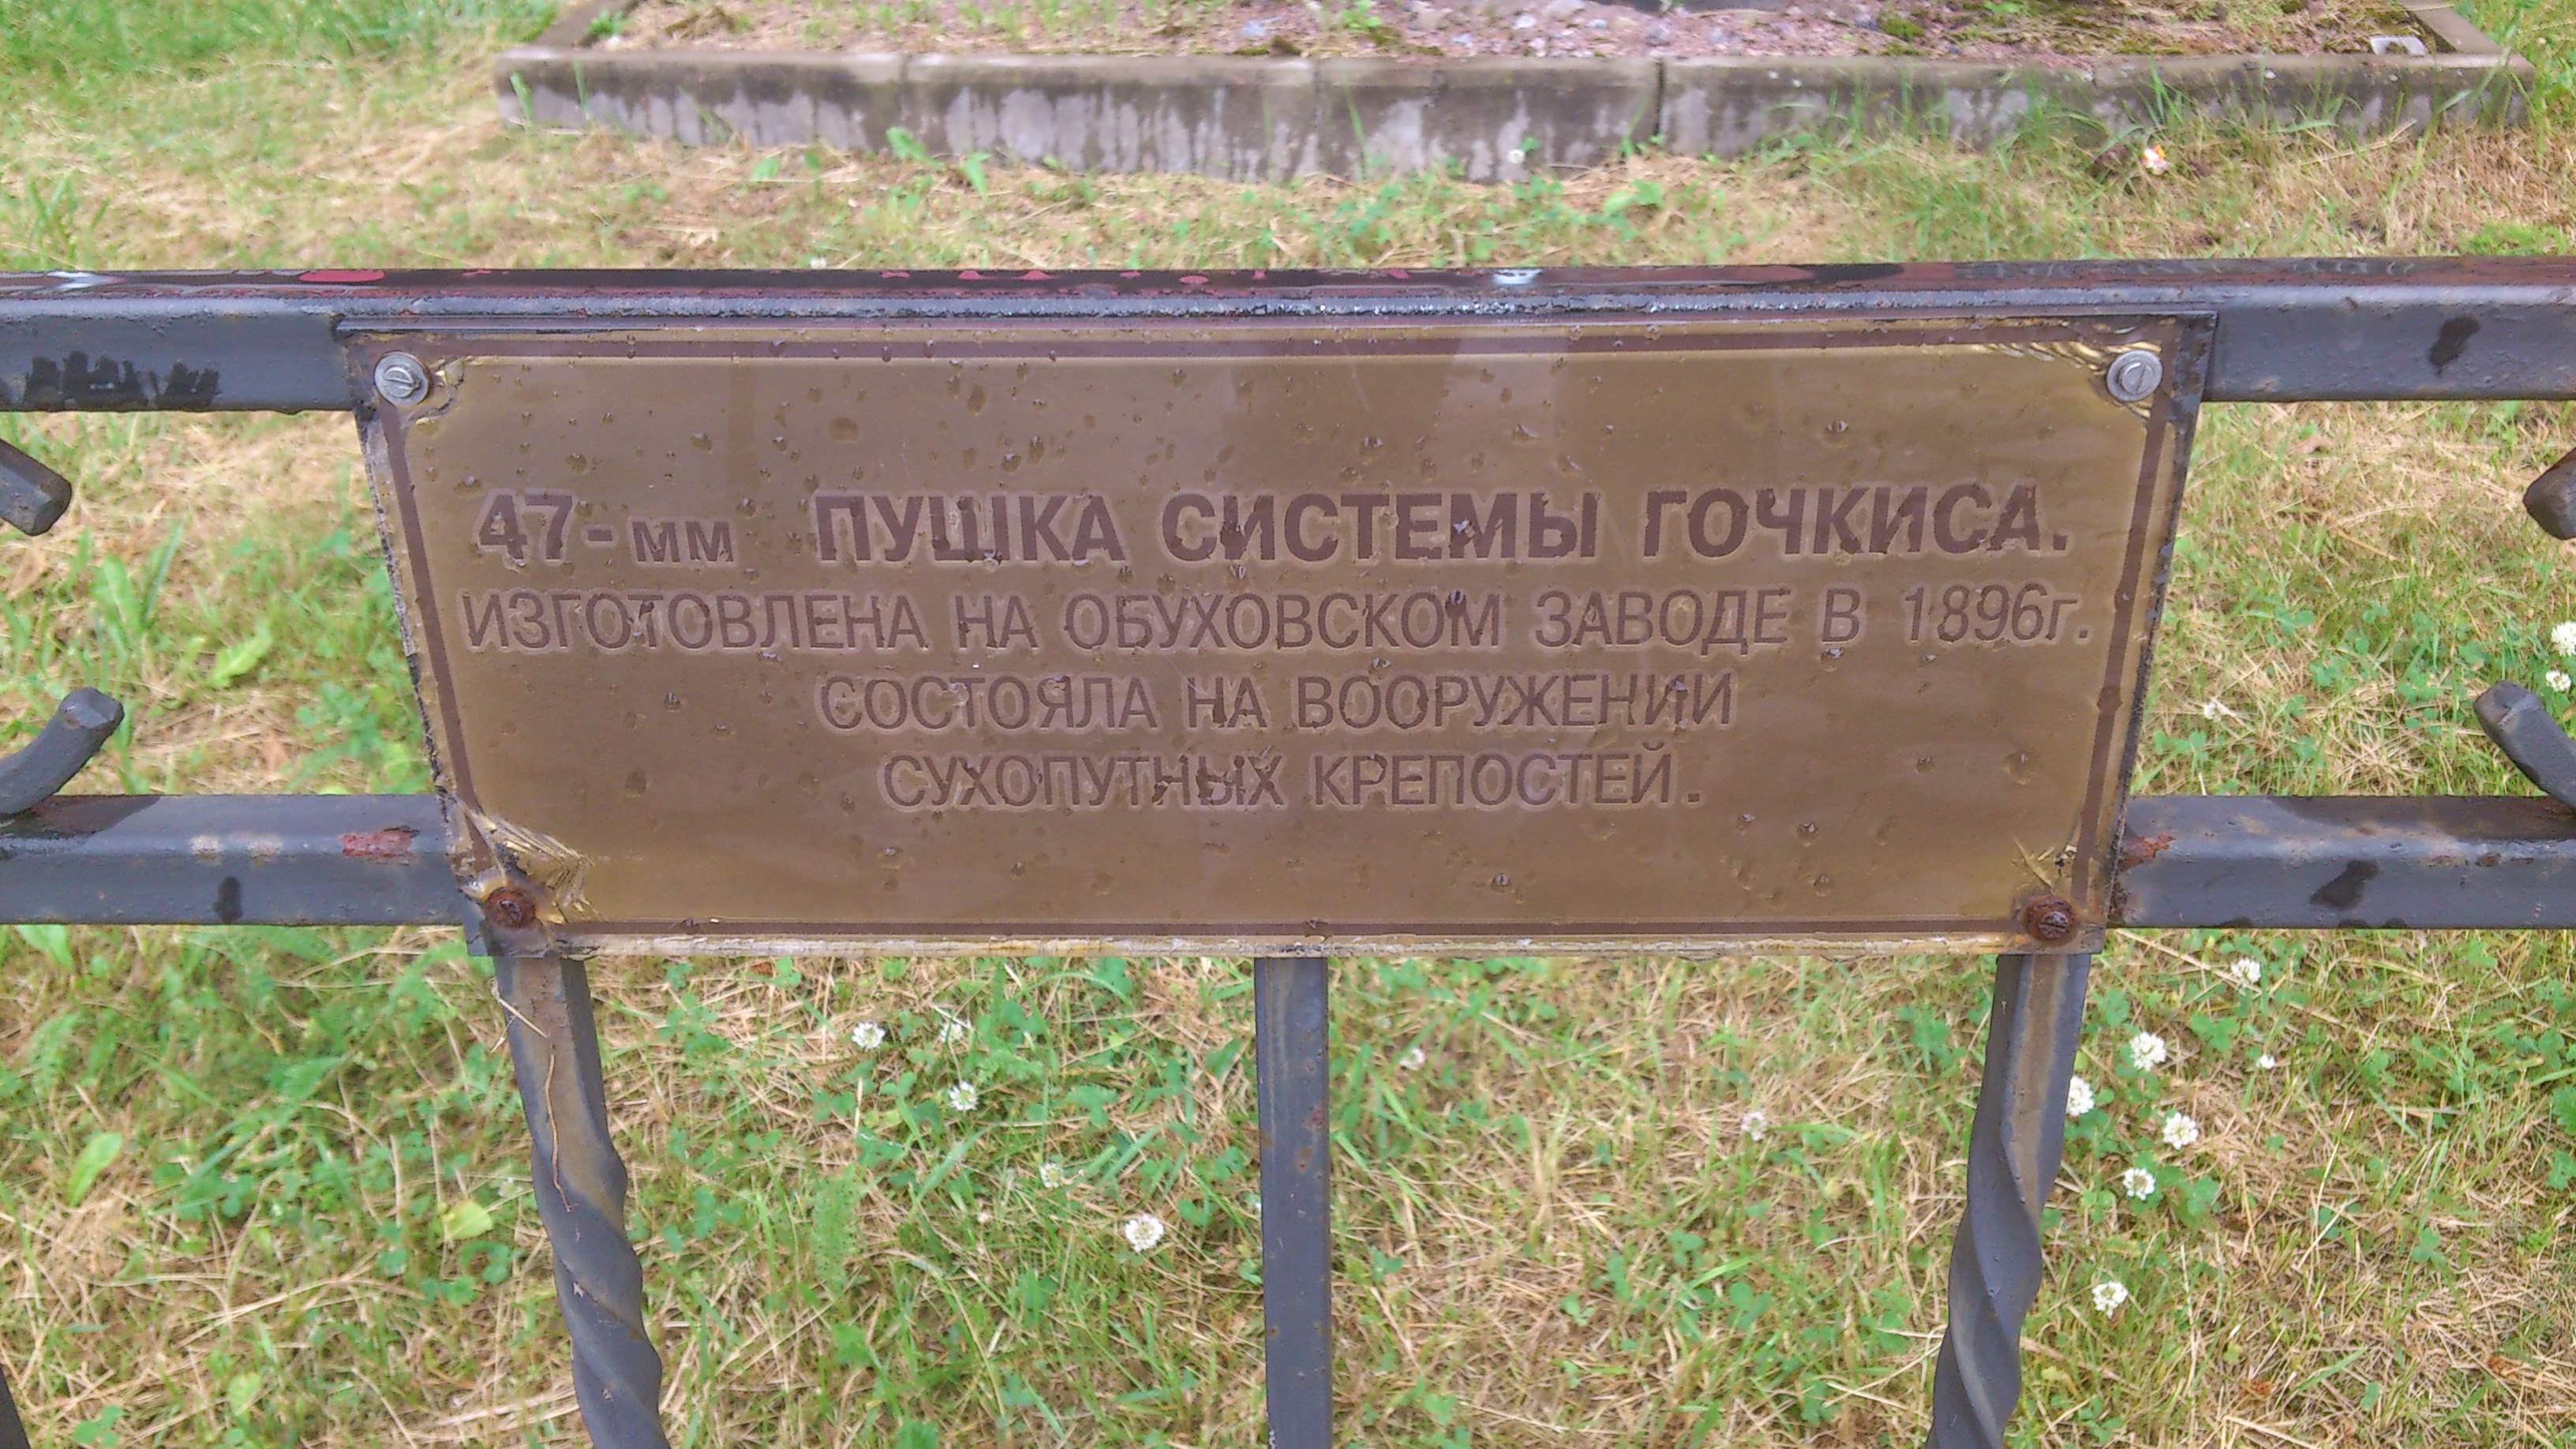 47-мм ПУШКА СИСТЕМЫ ГОЧКИСА.
ИЗГОТОВЛЕНА НА ОБУХОВСКОМ ЗАВОДЕ В 1896г.
СОСТОЯЛА НА ВООРУЖЕНИИ
СУХОПУТНЫХ КРЕПОСТЕЙ.